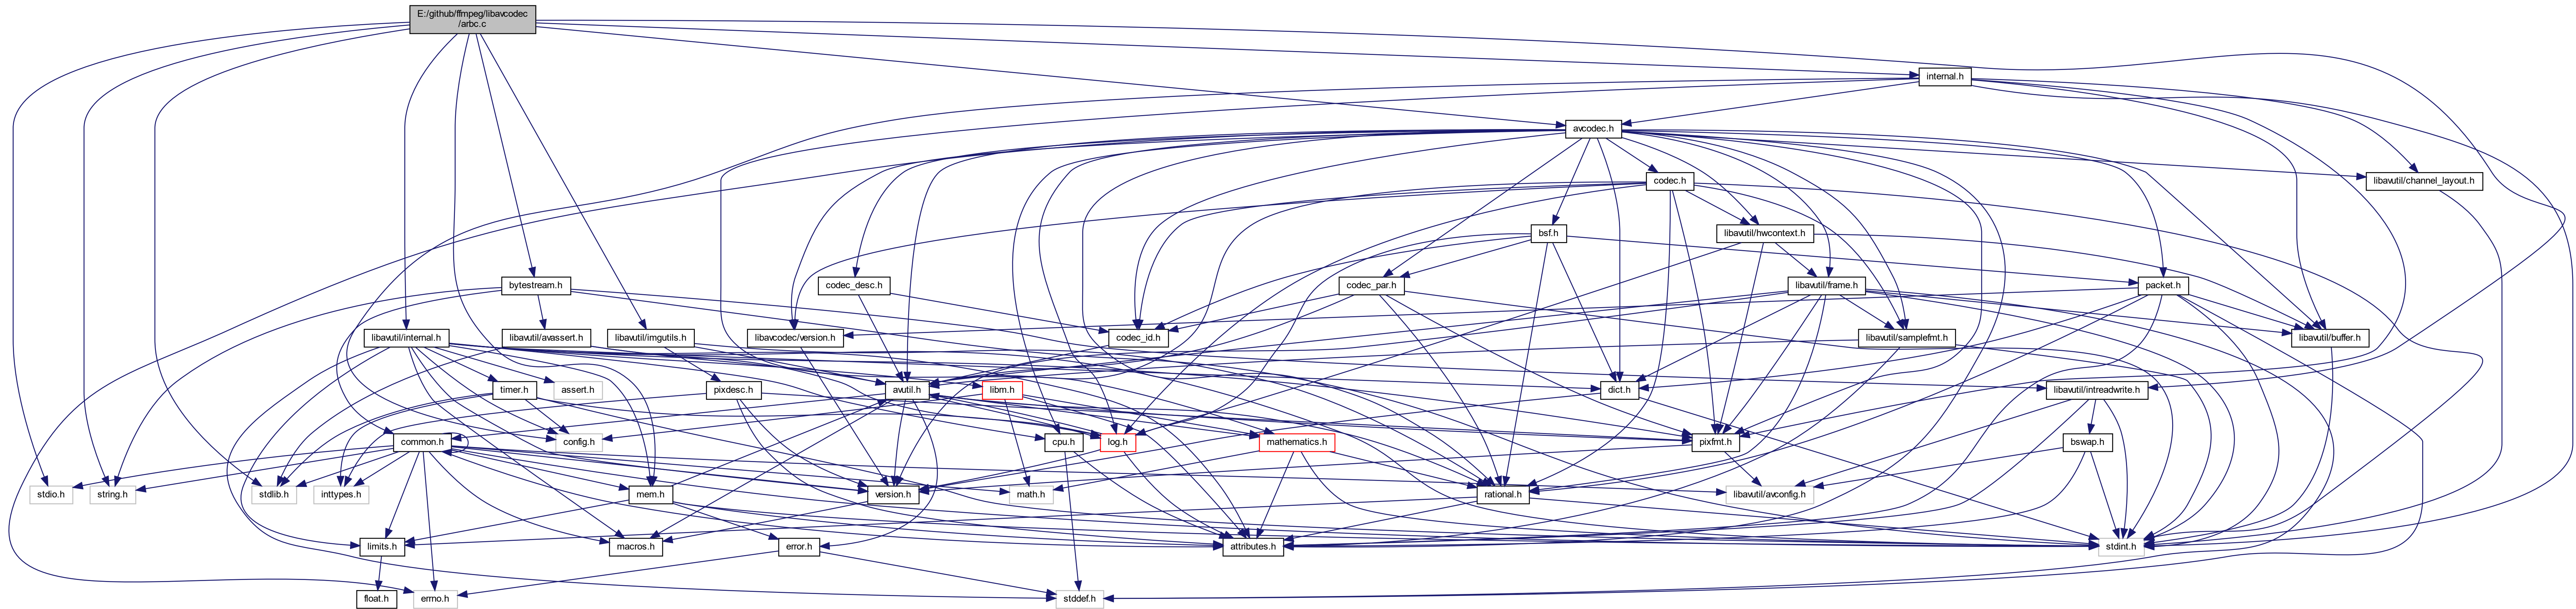 E:/github/ffmpeg/libavcodec
/arbc.c
internal.h
avcodec.h
codec.h
libavutil/channel_layout.h
bsf.h
libavutil/hwcontext.h
bytestream.h
codec_desc.h
codec_par.h
libavutil/frame.h
packet.h
libavutil/internal.h
libavutil/avassert.h
libavutil/imgutils.h
libavcodec/version.h
codec_id.h
libavutil/samplefmt.h
libavutil/buffer.h
timer.h
assert.h
pixdesc.h
avutil.h
libm.h
dict.h
libavutil/intreadwrite.h
common.h
config.h
cpu.h
log.h
mathematics.h
pixfmt.h
bswap.h
stdio.h
string.h
stdlib.h
inttypes.h
mem.h
version.h
math.h
rational.h
libavutil/avconfig.h
limits.h
macros.h
error.h
attributes.h
stdint.h
float.h
errno.h
stddef.h